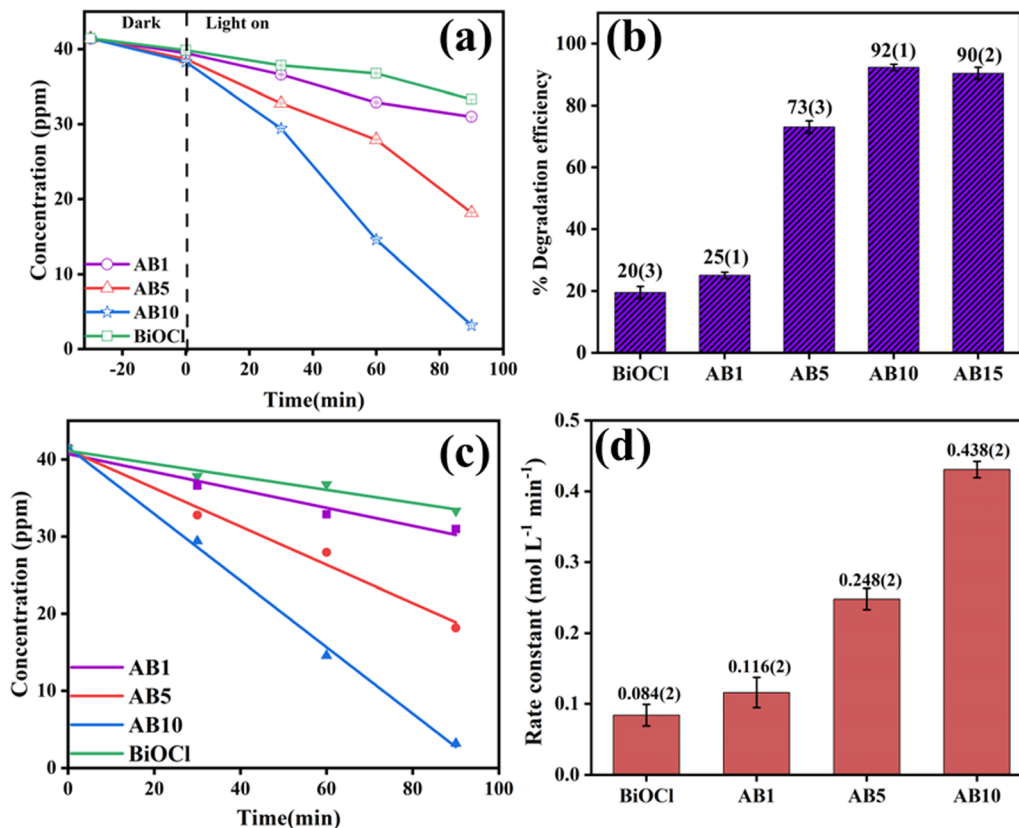 Dark
Light on
(a)
40
30
20
10
0
-20
0
20
40
60
80
100
Concentration (ppm)
Time(min)
AB1
AB5
AB10
BiOCl
(b)
100
80
60
40
20
0
20(3)
25(1)
73(3)
92(1)
90(2)
BiOCl
AB1
AB5
AB10
AB15
% Degradation efficiency
(c)
40
30
20
10
0
0
20
40
60
80
100
Concentration (ppm)
Time(min)
AB1
AB5
AB10
BiOCl
(d)
0.5
0.4
0.3
0.2
0.1
0.0
0.084(2)
0.116(2)
0.248(2)
0.438(2)
BiOCl
AB1
AB5
AB10
Rate constant (mol L⁻¹ min⁻¹)